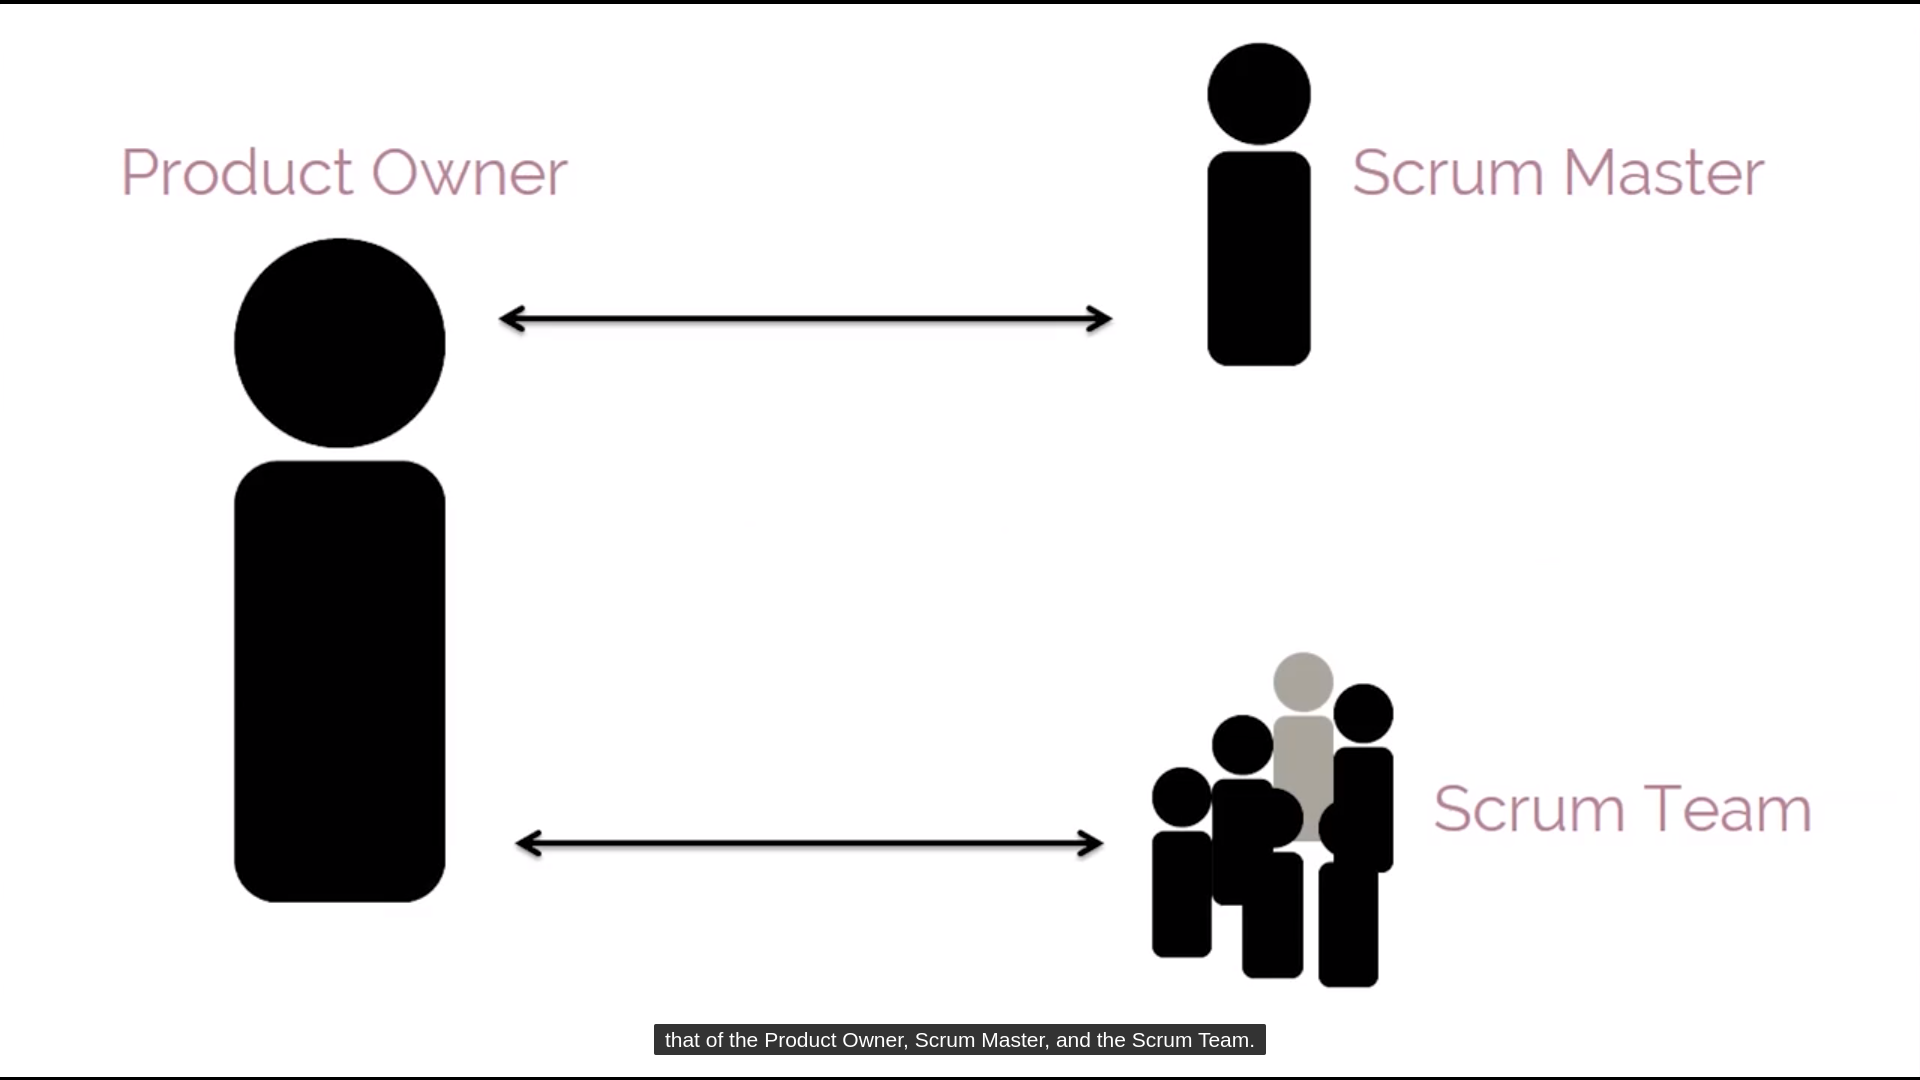 Product Owner
Scrum Master
Scrum Team
that of the Product Owner, Scrum Master, and the Scrum Team.